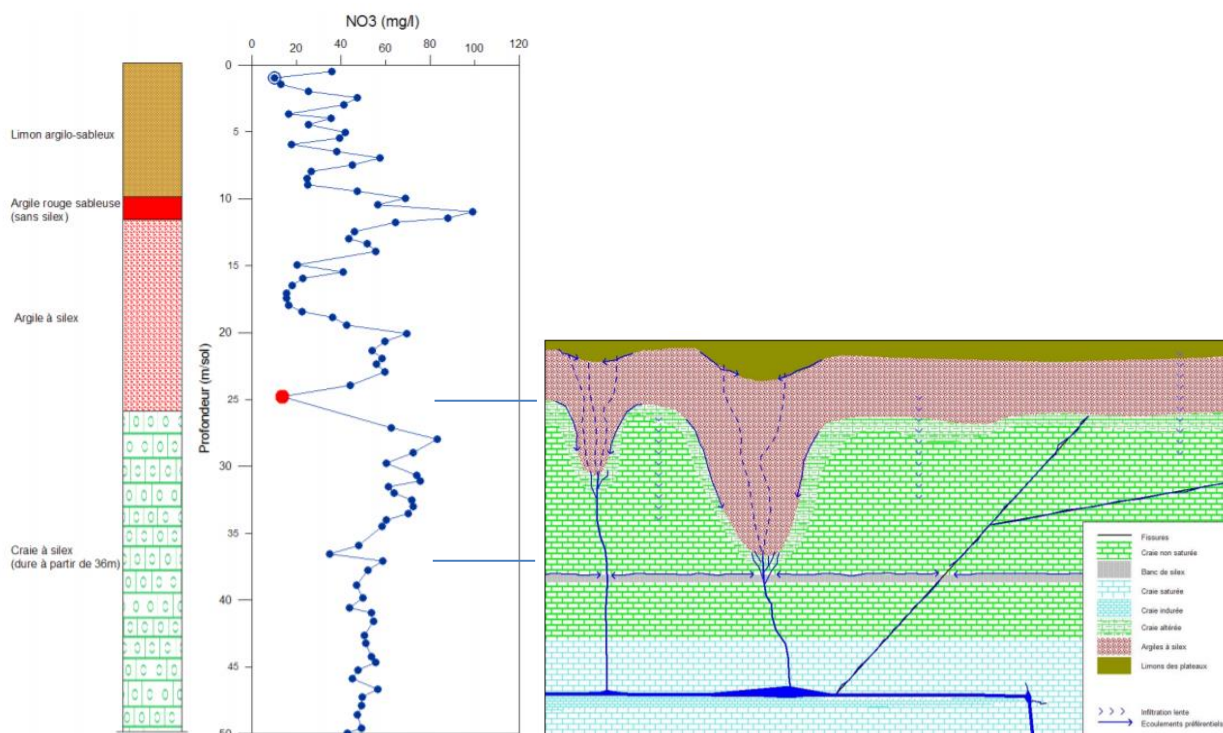 NO3 (mg/l)
0 20 40 60 80 100 120
0
5
10
15
20
25
30
35
40
45
50
Profondeur (m/sol)
Limon argilo-sableux
Argile rouge sableuse
(sans silex)
Argile à silex
Craie à silex
(dure à partir de 36m)
Fissures
Craie non saturée
Banc de silex
Craie saturée
Craie indurée
Craie altérée
Argiles à silex
Limons des plateaux
Infiltration lente
Ecoulements préférentiels